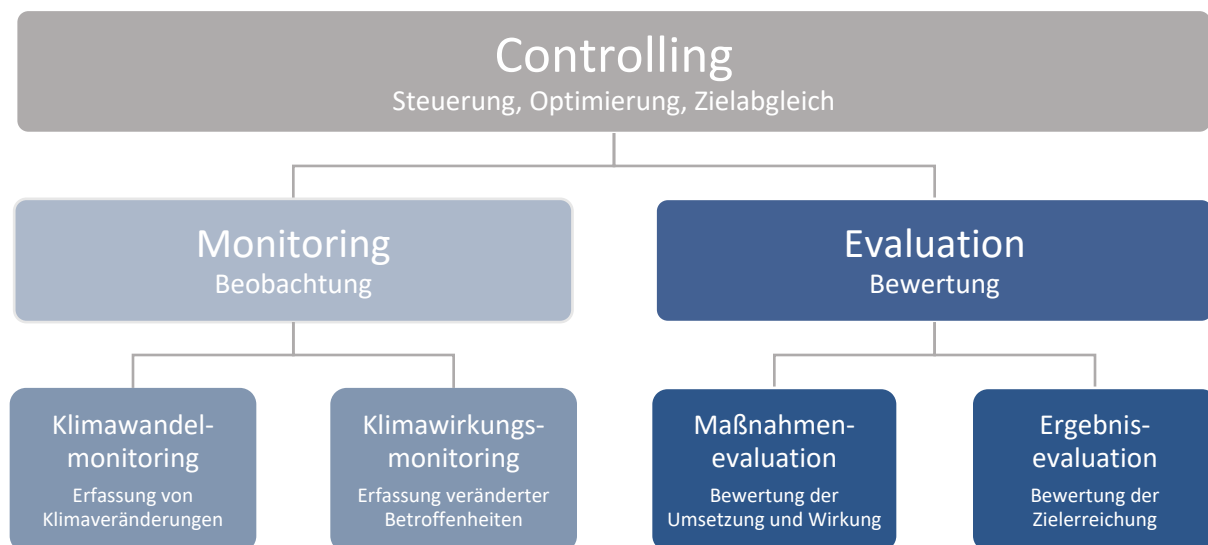 Controlling
Steuerung, Optimierung, Zielabgleich
Monitoring
Beobachtung
Evaluation
Bewertung
Klimawandel-
monitoring
Erfassung von
Klimaveränderungen
Klimawirkungs-
monitoring
Erfassung veränderter
Betroffenheiten
Maßnahmen-
evaluation
Bewertung der
Umsetzung und Wirkung
Ergebnis-
evaluation
Bewertung der
Zielerreichung